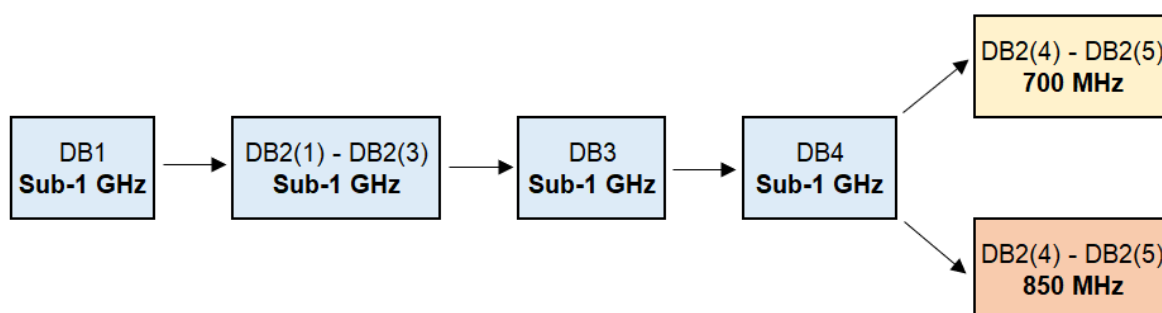 DB1
Sub-1 GHz
DB2(1) - DB2(3)
Sub-1 GHz
DB3
Sub-1 GHz
DB4
Sub-1 GHz
DB2(4) - DB2(5)
700 MHz
DB2(4) - DB2(5)
850 MHz